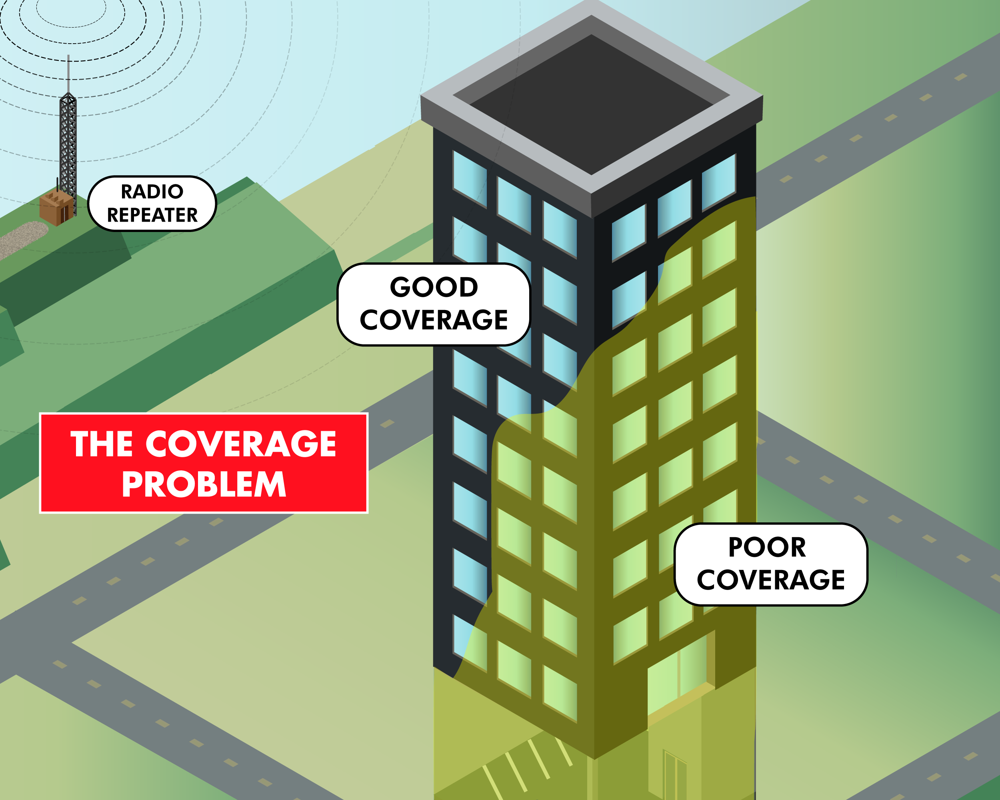 RADIO
REPEATER
GOOD
COVERAGE
THE COVERAGE
PROBLEM
POOR
COVERAGE